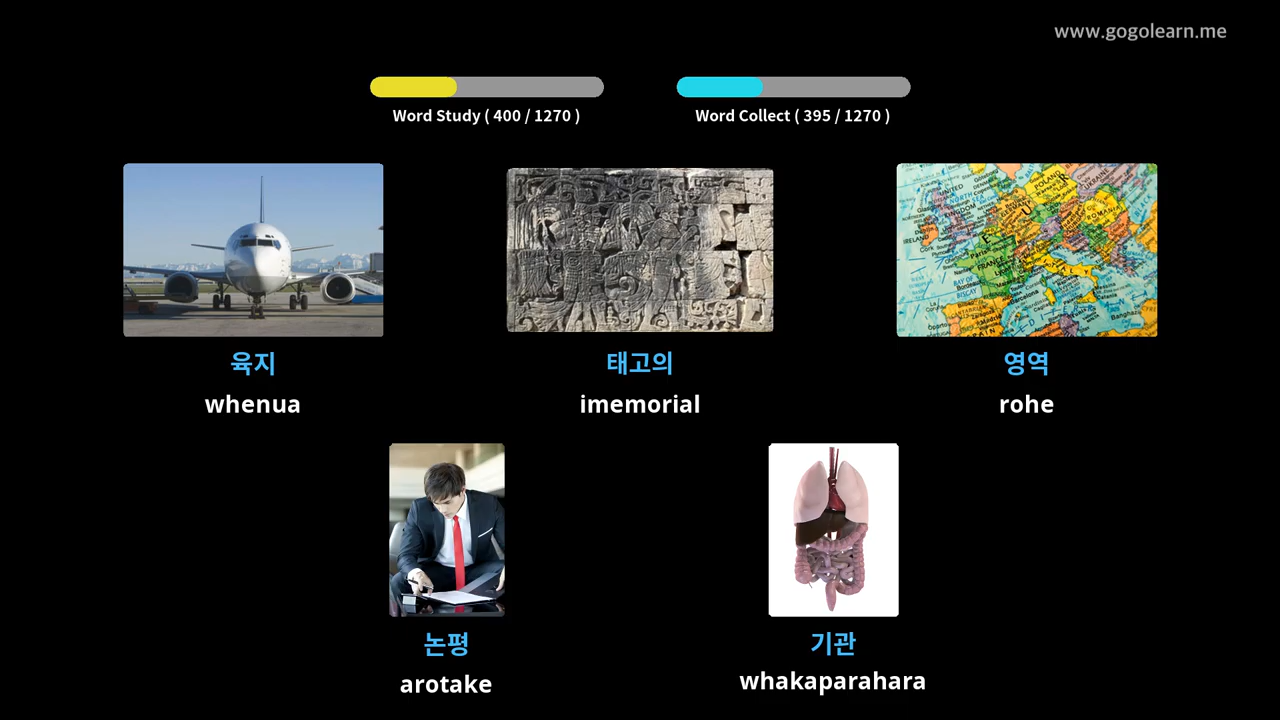 www.gogolearn.me
Word Study ( 400 / 1270 )
Word Collect ( 395 / 1270 )
육지
whenua
태고의
imemorial
영역
rohe
논평
arotake
기관
whakaparahara